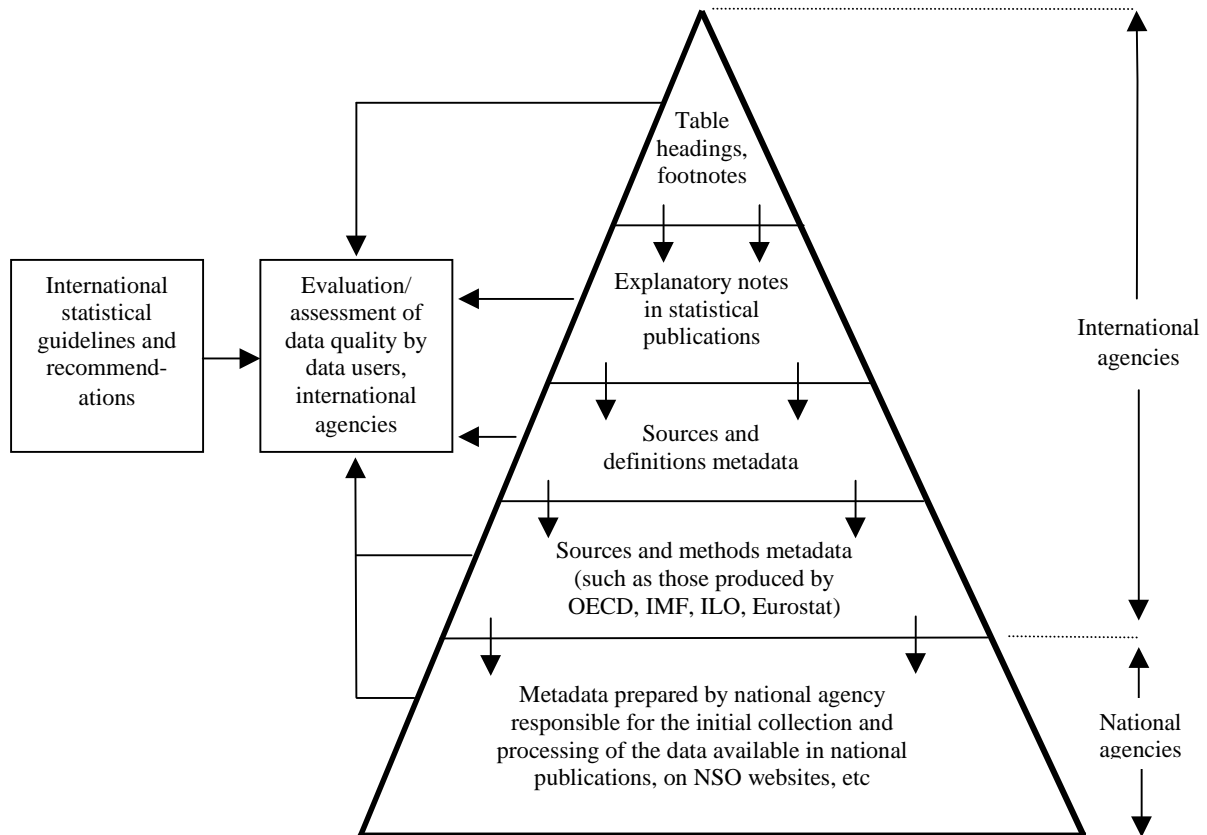 Table
headings,
footnotes
Explanatory notes
in statistical
publications
Sources and
definitions metadata
Sources and methods metadata
(such as those produced by
OECD, IMF, ILO, Eurostat)
Metadata prepared by national agency
responsible for the initial collection and
processing of the data available in national
publications, on NSO websites, etc
International
statistical
guidelines and
recommend-
ations
Evaluation/
assessment of
data quality by
data users,
international
agencies
International
agencies
National
agencies